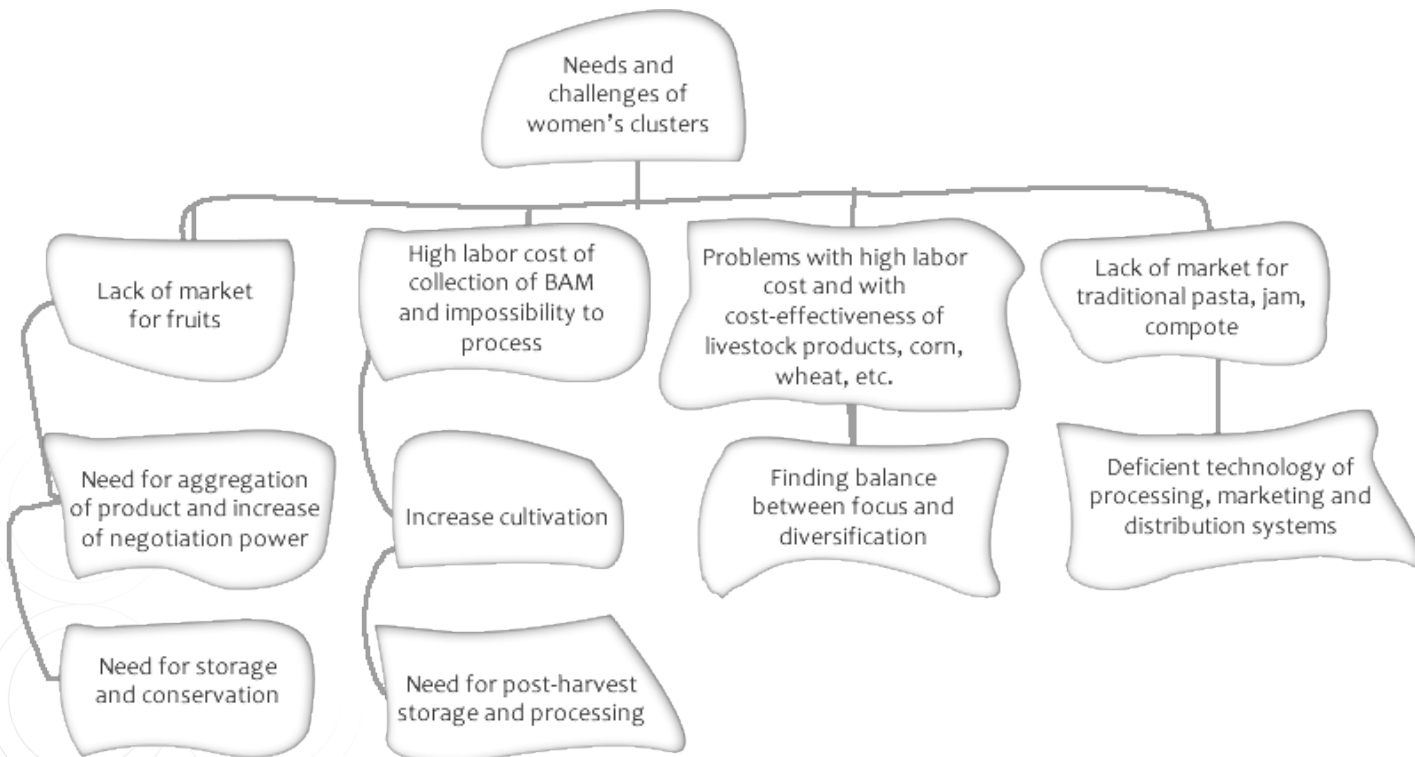 Needs and
challenges of
women's clusters
Lack of market
for fruits
High labor cost of
collection of BAM
and impossibility to
process
Problems with high labor
cost and with
cost-effectiveness of
livestock products, corn,
wheat, etc.
Lack of market for
traditional pasta, jam,
compote
Need for aggregation
of product and increase
of negotiation power
Increase cultivation
Finding balance
between focus and
diversification
Deficient technology of
processing, marketing and
distribution systems
Need for storage
and conservation
Need for post-harvest
storage and processing